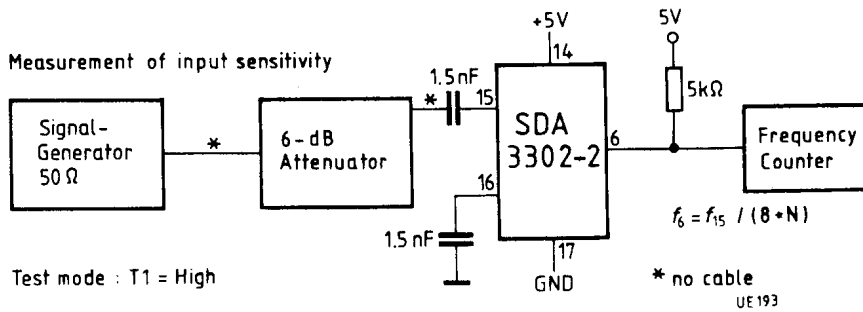 Measurement of input sensitivity
Signal-
Generator
50 Ω
*
6-dB
Attenuator
*
1.5 nF
15
16
1.5 nF
+5V
14
SDA
3302-2
6
17
GND
5V
5kΩ
Frequency
Counter
f₆ = f₁₅ / (8*N)
Test mode : T1 = High
* no cable
UE193